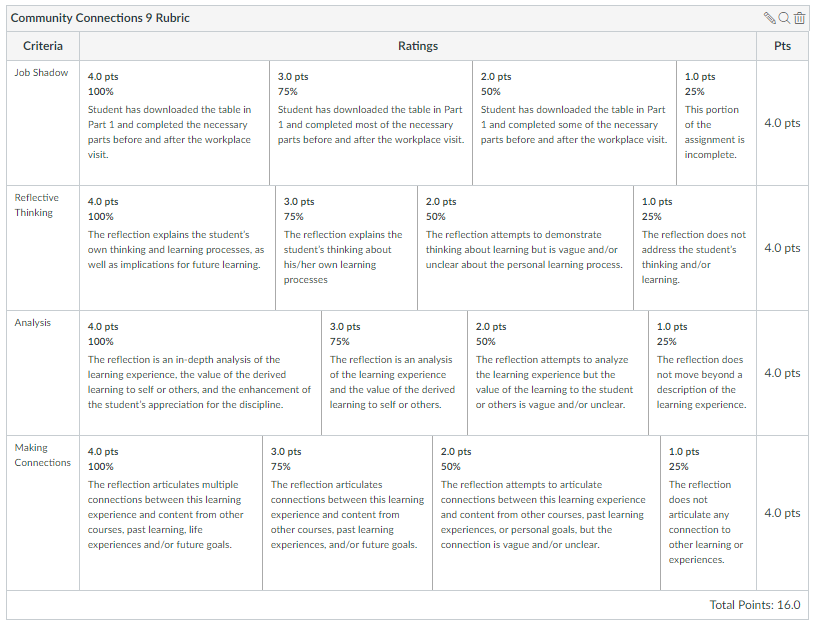 Community Connections 9 Rubric
Criteria
Ratings
Pts
Job Shadow
4.0 pts
100%
Student has downloaded the table in
Part 1 and completed the necessary
parts before and after the workplace
visit.
3.0 pts
75%
Student has downloaded the table in Part
1 and completed most of the necessary
parts before and after the workplace visit.
2.0 pts
50%
Student has downloaded the table in Part
1 and completed some of the necessary
parts before and after the workplace visit.
1.0 pts
25%
This portion
of the
assignment is
incomplete.
4.0 pts
Reflective
Thinking
4.0 pts
100%
The reflection explains the student's
own thinking and learning processes, as
well as implications for future learning.
3.0 pts
75%
The reflection explains the
student's thinking about
his/her own learning
processes
2.0 pts
50%
The reflection attempts to demonstrate
thinking about learning but is vague and/or
unclear about the personal learning process.
1.0 pts
25%
The reflection does not
address the student's
thinking and/or
learning.
4.0 pts
Analysis
4.0 pts
100%
The reflection is an in-depth analysis of the
learning experience, the value of the derived
learning to self or others, and the enhancement of
the student's appreciation for the discipline.
3.0 pts
75%
The reflection is an analysis
of the learning experience
and the value of the derived
learning to self or others.
2.0 pts
50%
The reflection attempts to analyze
the learning experience but the
value of the learning to the student
or others is vague and/or unclear.
1.0 pts
25%
The reflection does
not move beyond a
description of the
learning experience.
4.0 pts
Making
Connections
4.0 pts
100%
The reflection articulates multiple
connections between this learning
experience and content from other
courses, past learning, life
experiences and/or future goals.
3.0 pts
75%
The reflection articulates
connections between this learning
experience and content from
other courses, past learning
experiences, and/or future goals.
2.0 pts
50%
The reflection attempts to articulate
connections between this learning experience
and content from other courses, past learning
experiences, or personal goals, but the
connection is vague and/or unclear.
1.0 pts
25%
The reflection
does not
articulate any
connection to
other learning or
experiences.
4.0 pts
Total Points: 16.0